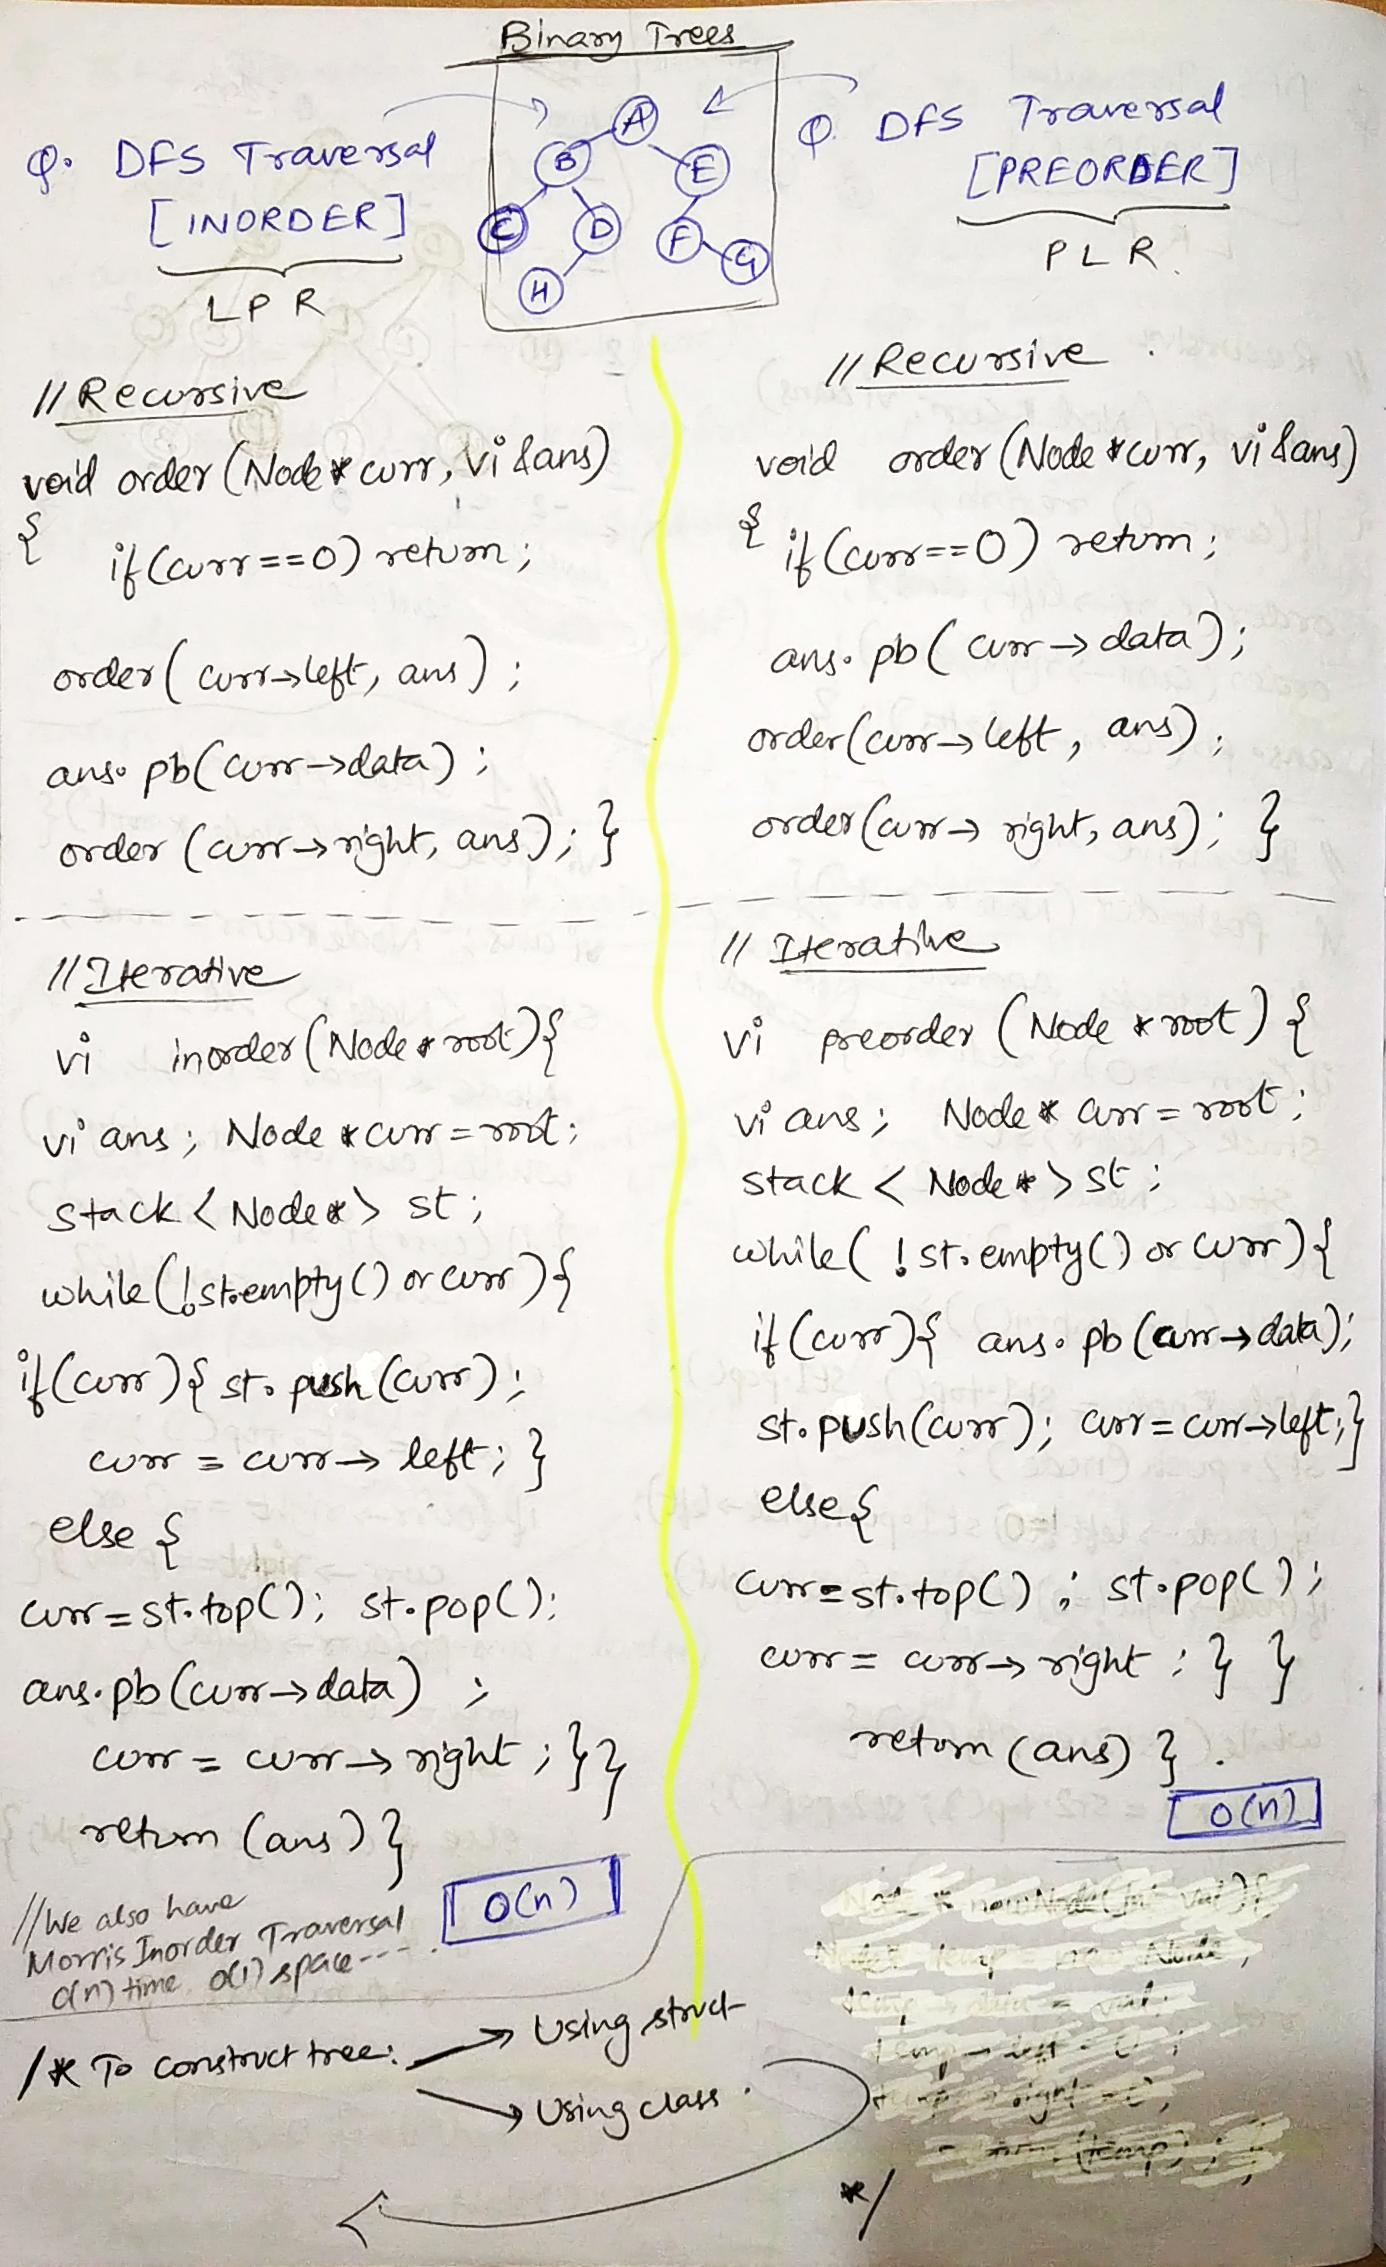 Binary Trees
Q. DFS Traversal
[INORDER]
L P R
A
B
E
C
D
F
G
H
Q. DFS Traversal
[PREORDER]
P L R
// Recursive
void order (Node * curr, vi &ans)
{ if (curr==0) return;
order( curr→left, ans) ;
ans. pb(curr→data) ;
order (curr→right, ans); }
// Iterative
vi inorder (Node * root){
vi ans; Node * curr = root;
stack < Node *> st ;
while (!st.empty() or curr){
if (curr){ st. push (curr);
curr = curr → left; }
else {
curr = st.top(); st.pop();
ans.pb (curr→data) ;
curr = curr → right ; }}
return (ans) }
O(n)
//We also have
Morris Inorder Traversal
O(n) time O(1) space ----
// Recursive
void order (Node * curr, vi &ans)
{ if (curr==0) return;
ans. pb ( curr → data);
order (curr → left, ans);
order (curr → right, ans); }
// Iterative
vi preorder (Node * root) {
vi ans; Node * curr = root;
stack < Node *> st ;
while ( ! st. empty() or curr) {
if (curr){ ans. pb (curr→data);
st. push (curr); curr = curr→left; }
else {
curr = st.top() ; st.pop();
curr = curr → right ; } }
return (ans) } .
O(n)
/* To construct tree:
Using struct
Using class .
*/